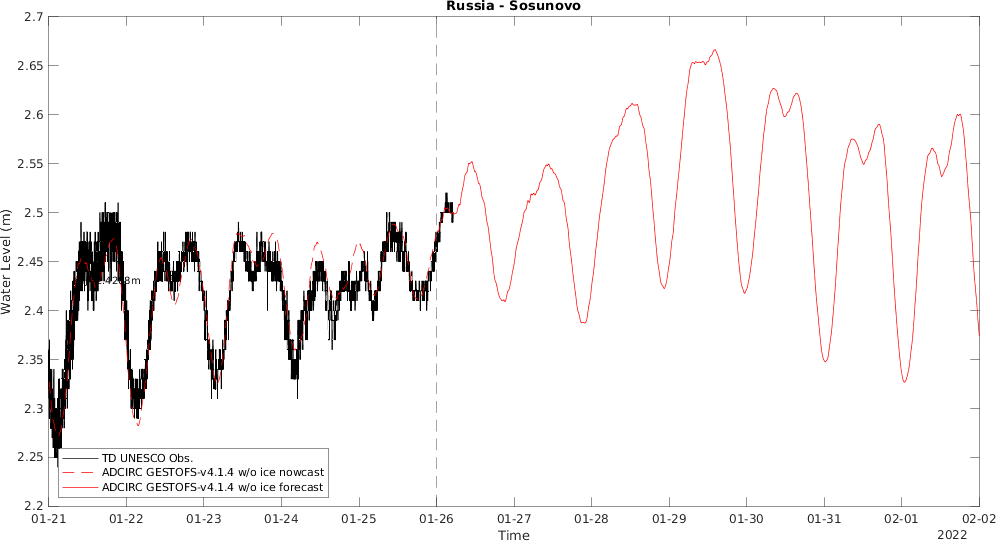 Russia - Sosunovo
2.7
2.65
2.6
2.55
2.5
2.45
2.4
2.35
2.3
2.25
2.2
Water Level (m)
TD UNESCO Obs.
ADCIRC GESTOFS-v4.1.4 w/o ice nowcast
ADCIRC GESTOFS-v4.1.4 w/o ice forecast
01-21 01-22 01-23 01-24 01-25 01-26 01-27 01-28 01-29 01-30 01-31 02-01 02-02
Time
2022